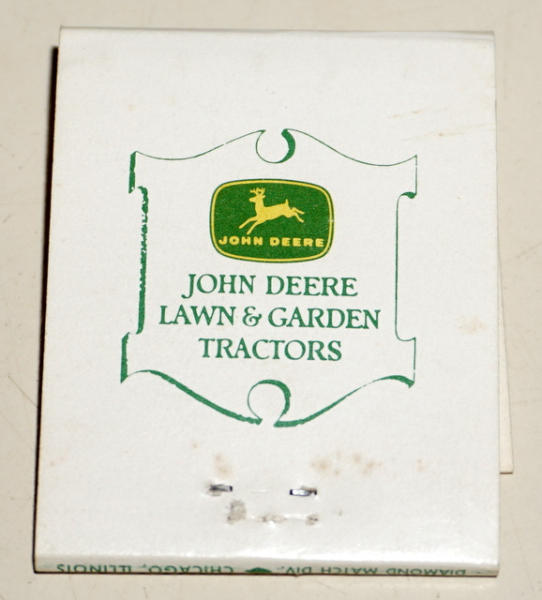 JOHN DEERE
JOHN DEERE
LAWN & GARDEN
TRACTORS
DIAMOND MATCH DIV. CHICAGO, ILLINOIS